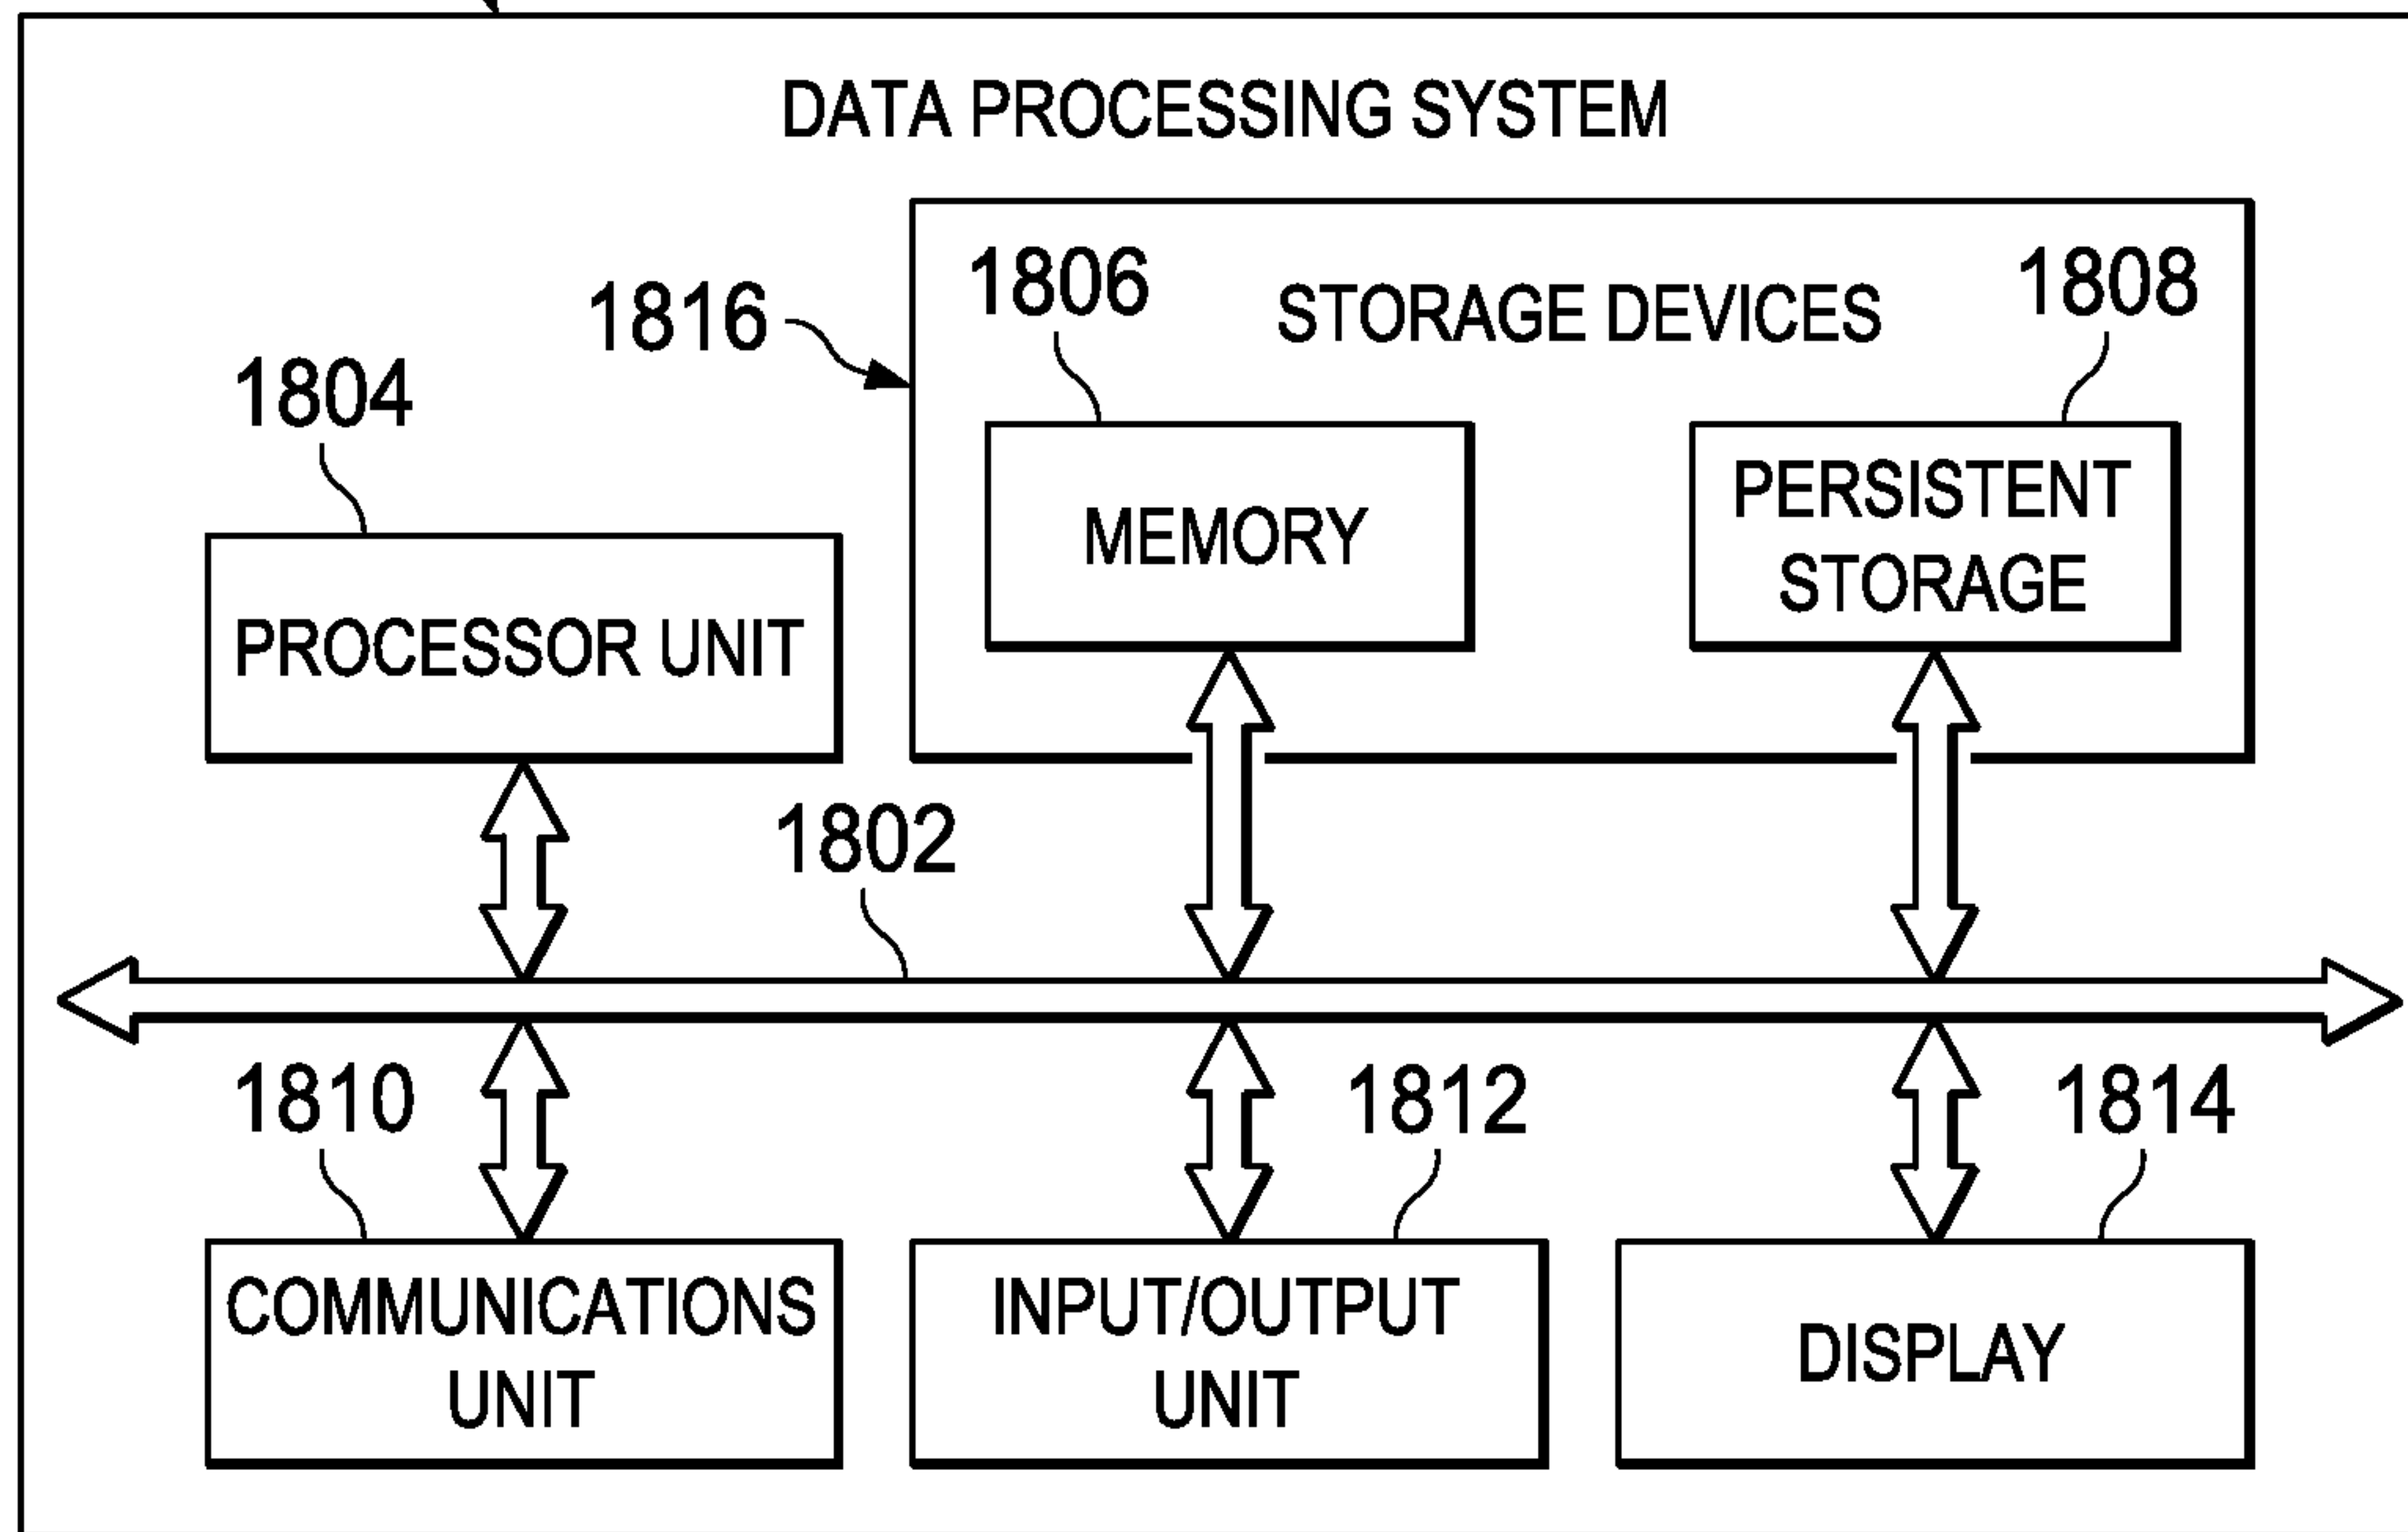 DATA PROCESSING SYSTEM
1816
1806
STORAGE DEVICES
1808
1804
MEMORY
PERSISTENT
STORAGE
PROCESSOR UNIT
1802
1810
1812
1814
COMMUNICATIONS
UNIT
INPUT/OUTPUT
UNIT
DISPLAY